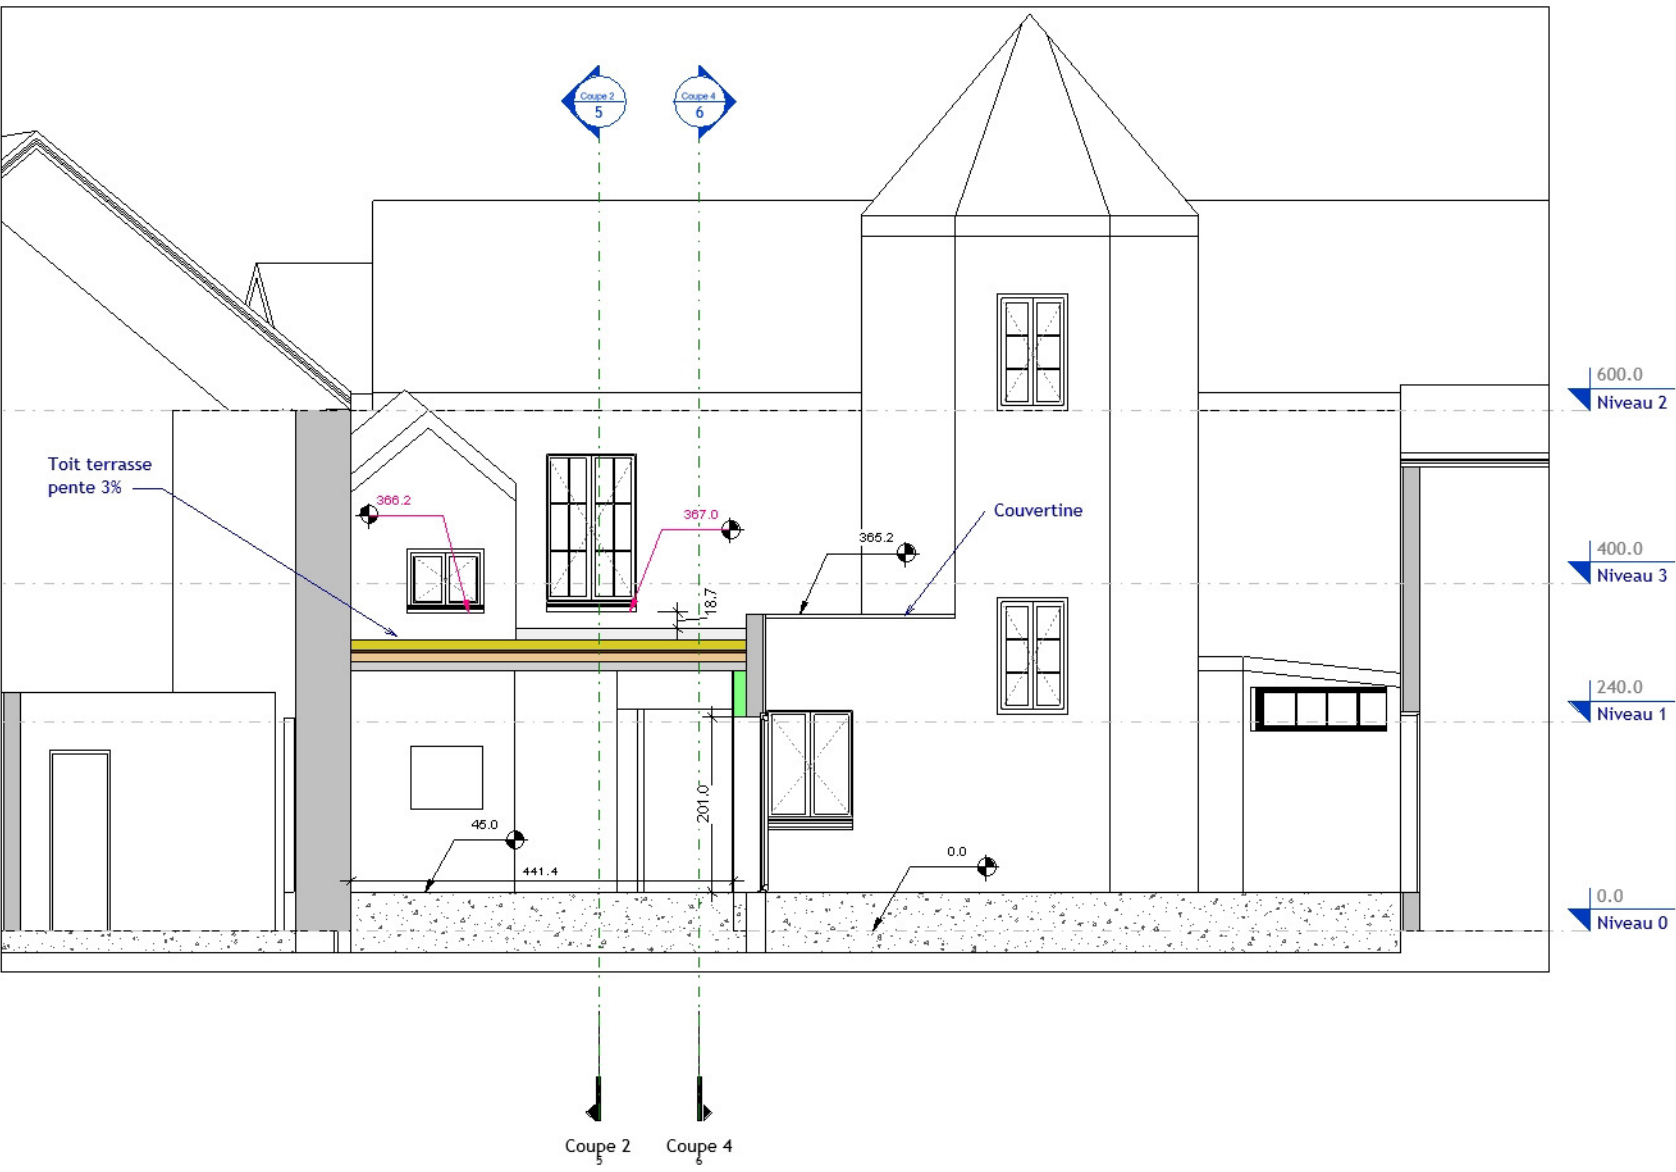 Coupe 2
5
Coupe 4
6
600.0
Niveau 2
Toit terrasse
pente 3%
366.2
367.0
Couvertine
365.2
400.0
Niveau 3
18.7
240.0
Niveau 1
201.0
45.0
0.0
441.4
0.0
Niveau 0
Coupe 2
5
Coupe 4
6